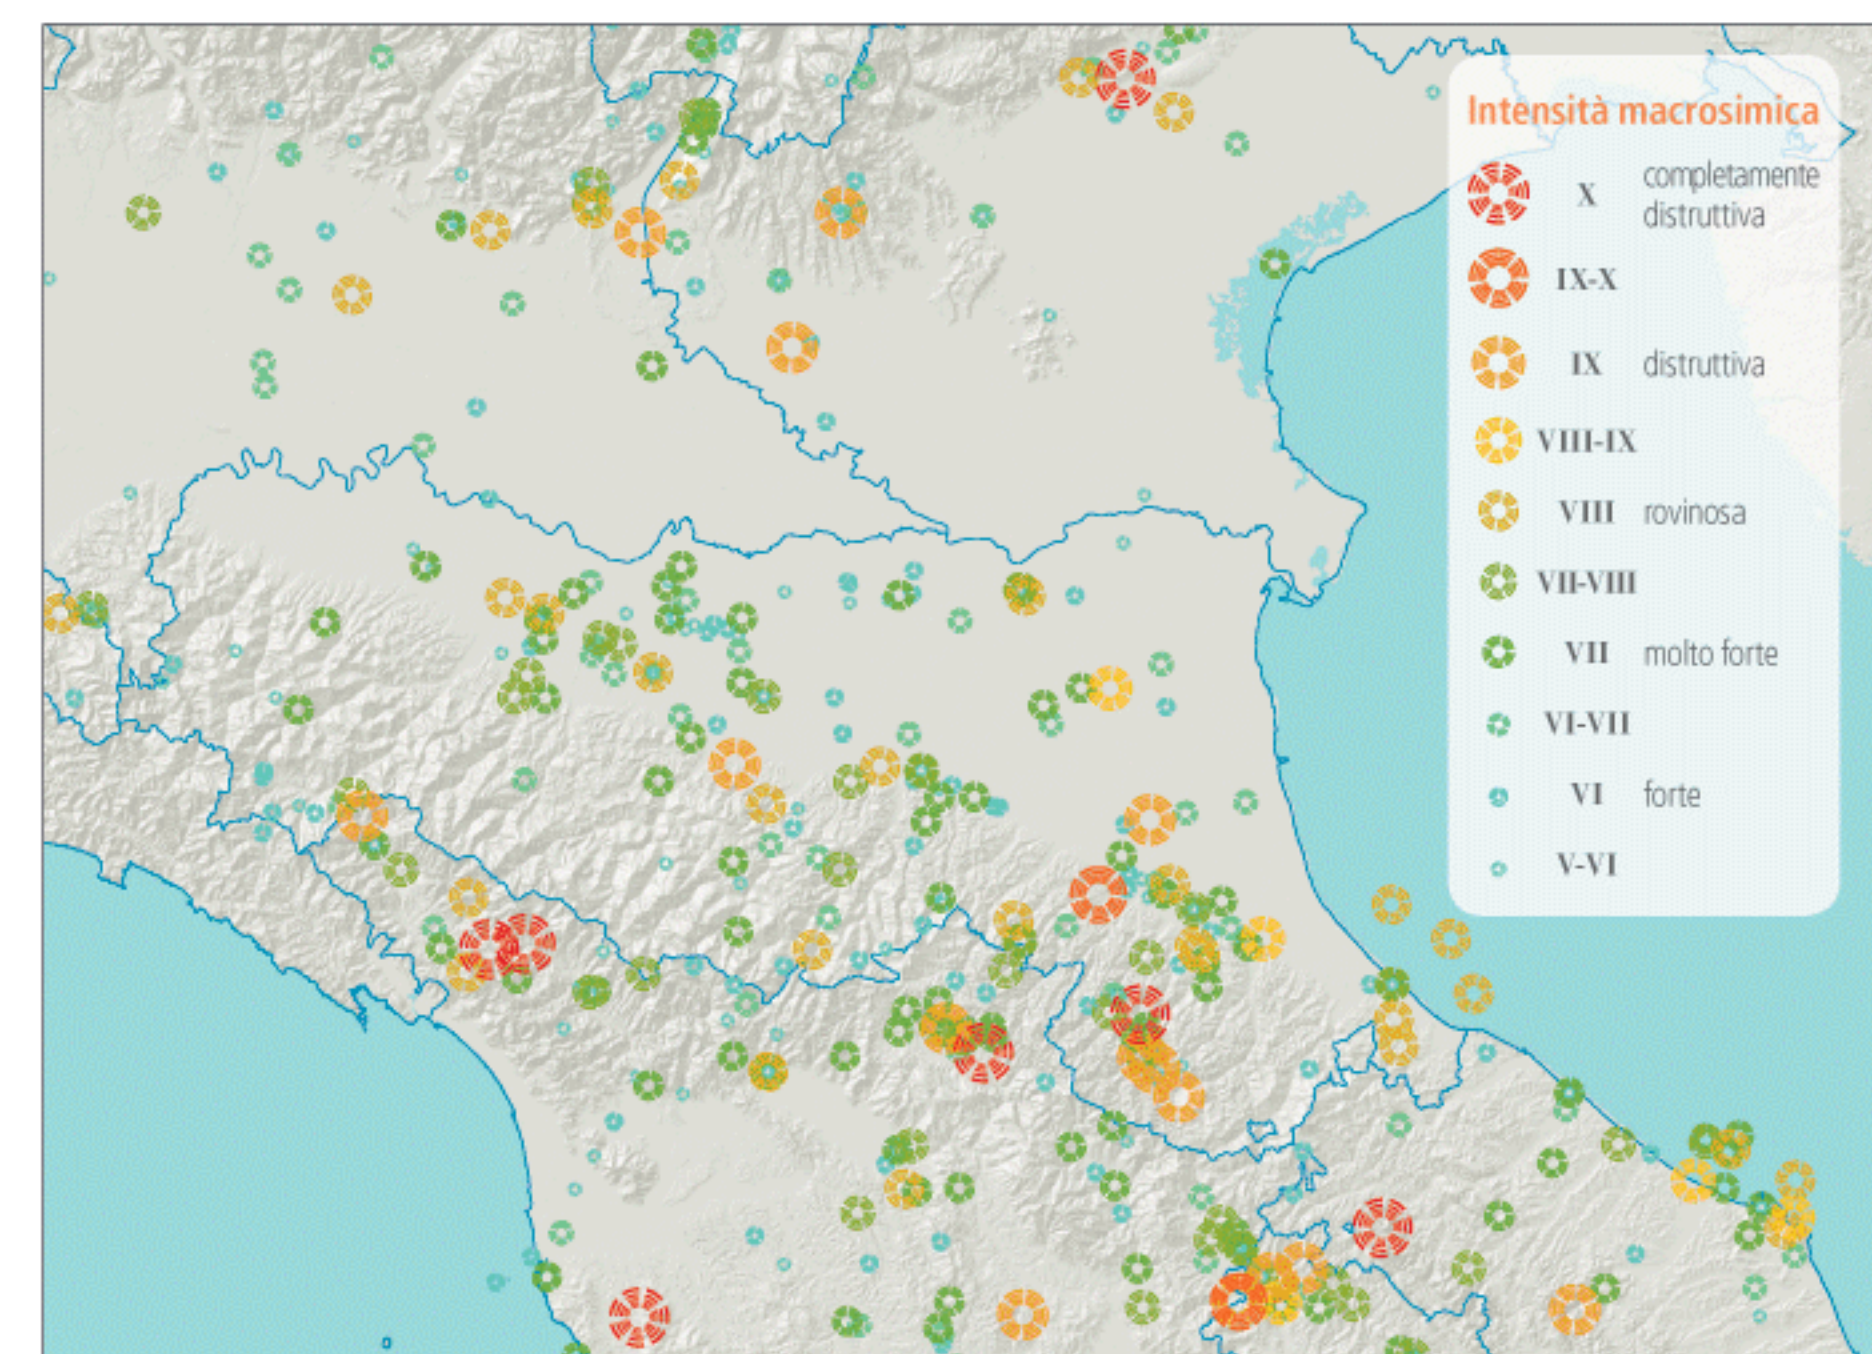 Intensità macrosimica
X completamente
distruttiva
IX-X
IX distruttiva
VIII-IX
VIII rovinosa
VII-VIII
VII molto forte
VI-VII
VI forte
V-VI